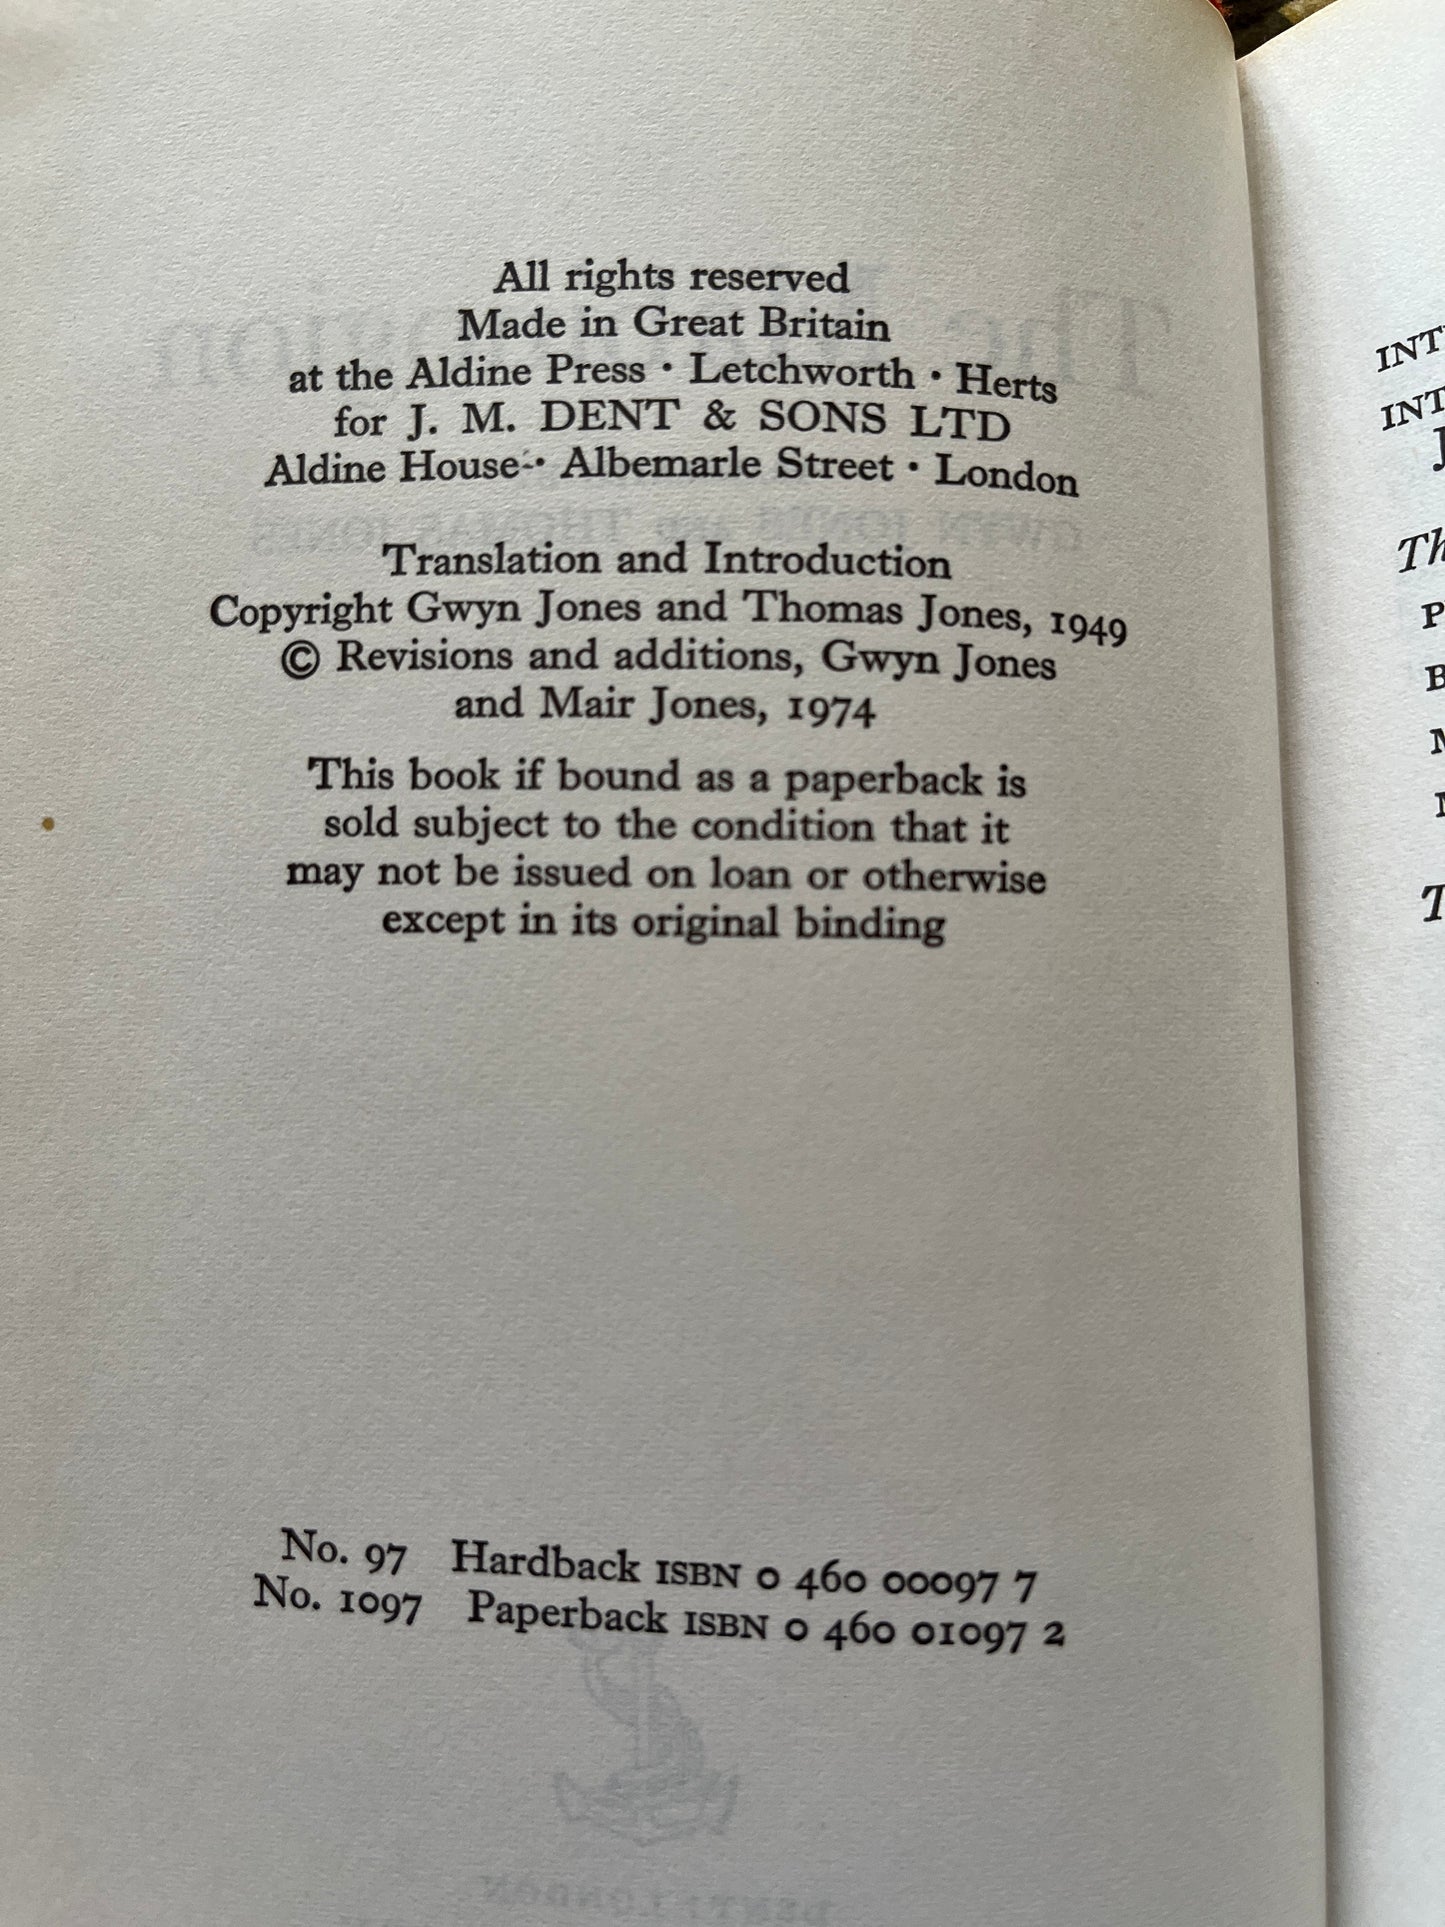 All rights reserved
Made in Great Britain
at the Aldine Press · Letchworth · Herts
for J. M. DENT & SONS LTD
Aldine House · Albemarle Street · London
Translation and Introduction
Copyright Gwyn Jones and Thomas Jones, 1949
© Revisions and additions, Gwyn Jones
and Mair Jones, 1974
This book if bound as a paperback is
sold subject to the condition that it
may not be issued on loan or otherwise
except in its original binding
No. 97 Hardback ISBN 0 460 00097 7
No. 1097 Paperback ISBN 0 460 01097 2